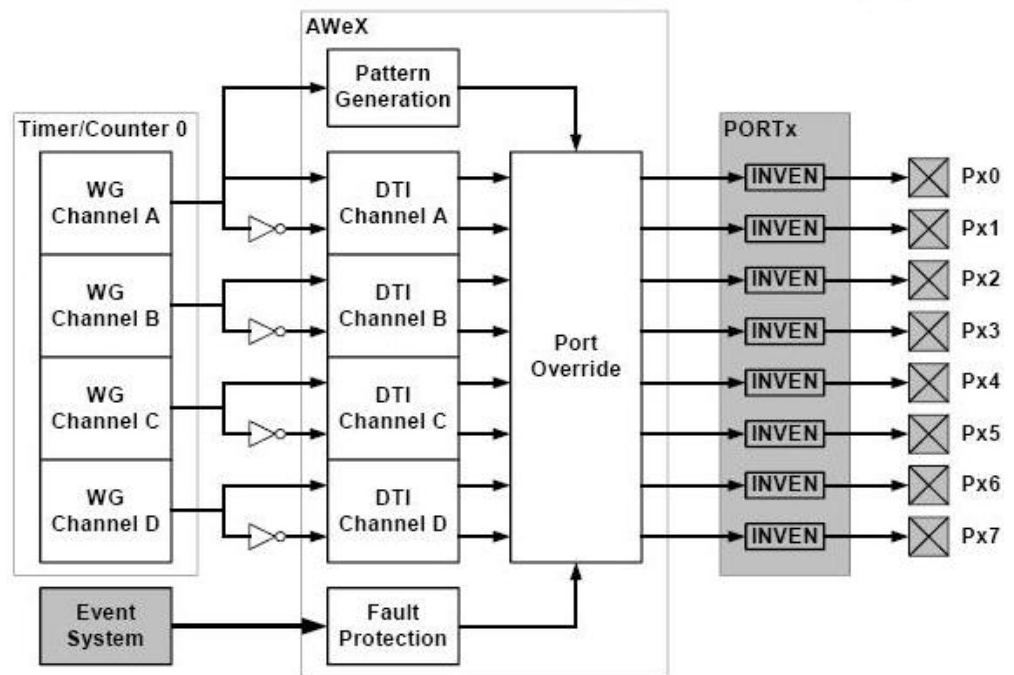 AWeX
Pattern
Generation
Timer/Counter 0
PORTx
WG
Channel A
DTI
Channel A
INVEN
Px0
INVEN
Px1
WG
Channel B
DTI
Channel B
INVEN
Px2
INVEN
Px3
Port
Override
WG
Channel C
DTI
Channel C
INVEN
Px4
INVEN
Px5
WG
Channel D
DTI
Channel D
INVEN
Px6
INVEN
Px7
Event
System
Fault
Protection